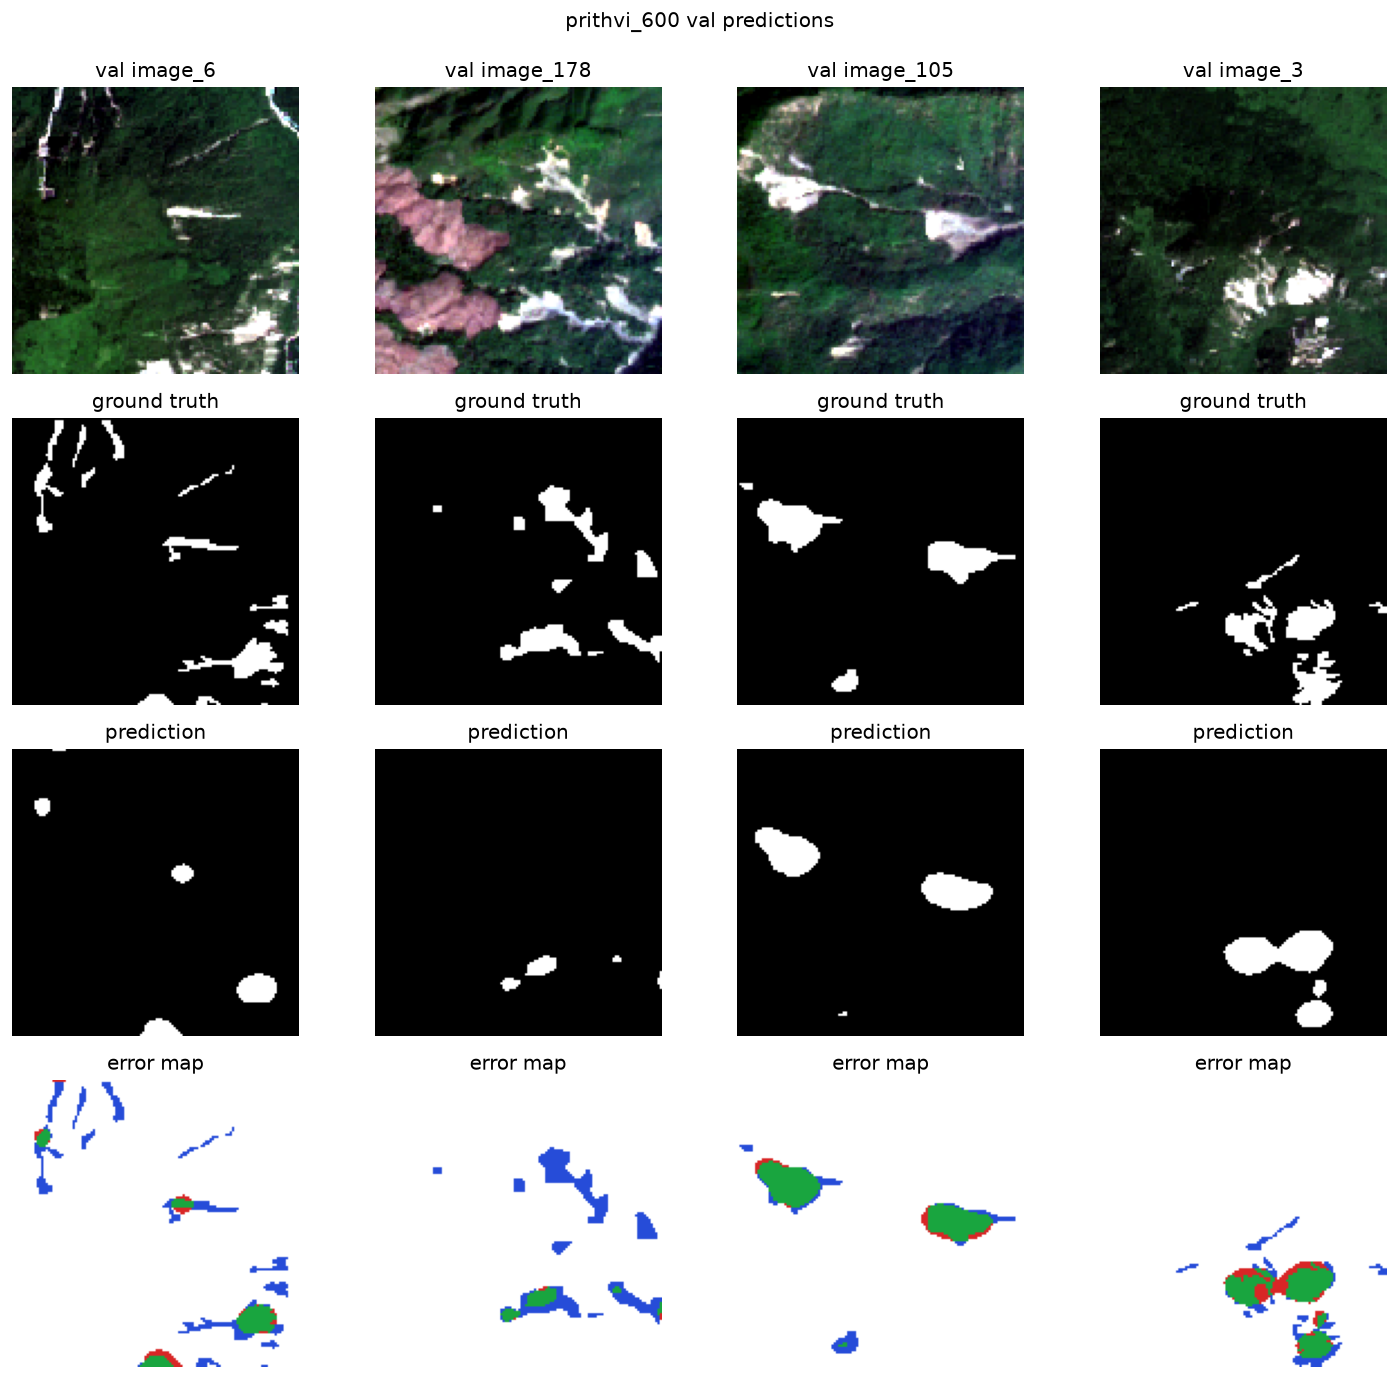 prithvi_600 val predictions
val image_6
val image_178
val image_105
val image_3
ground truth
ground truth
ground truth
ground truth
prediction
prediction
prediction
prediction
error map
error map
error map
error map